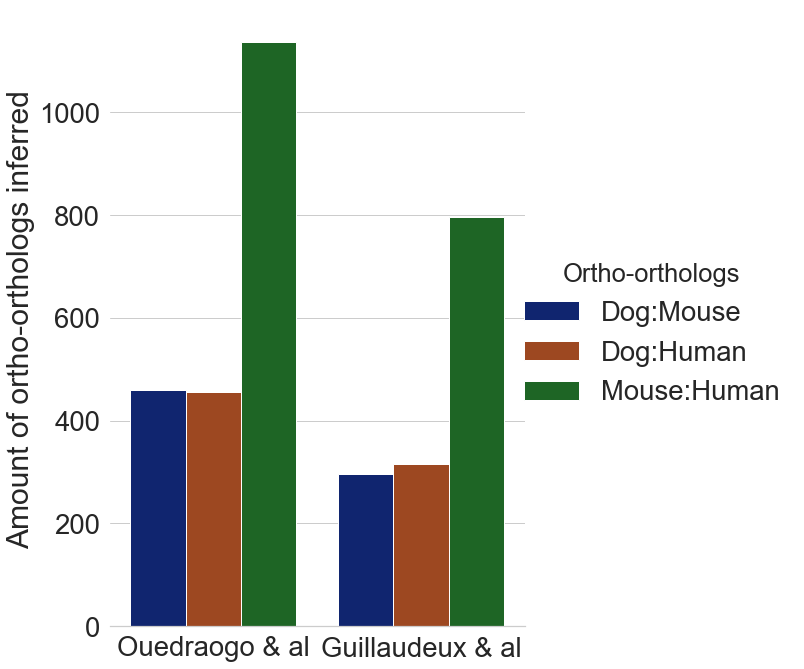 Amount of ortho-orthologs inferred
1000
800
600
400
200
0
Ouedraogo & al
Guillaudeux & al
Ortho-orthologs
Dog:Mouse
Dog:Human
Mouse:Human